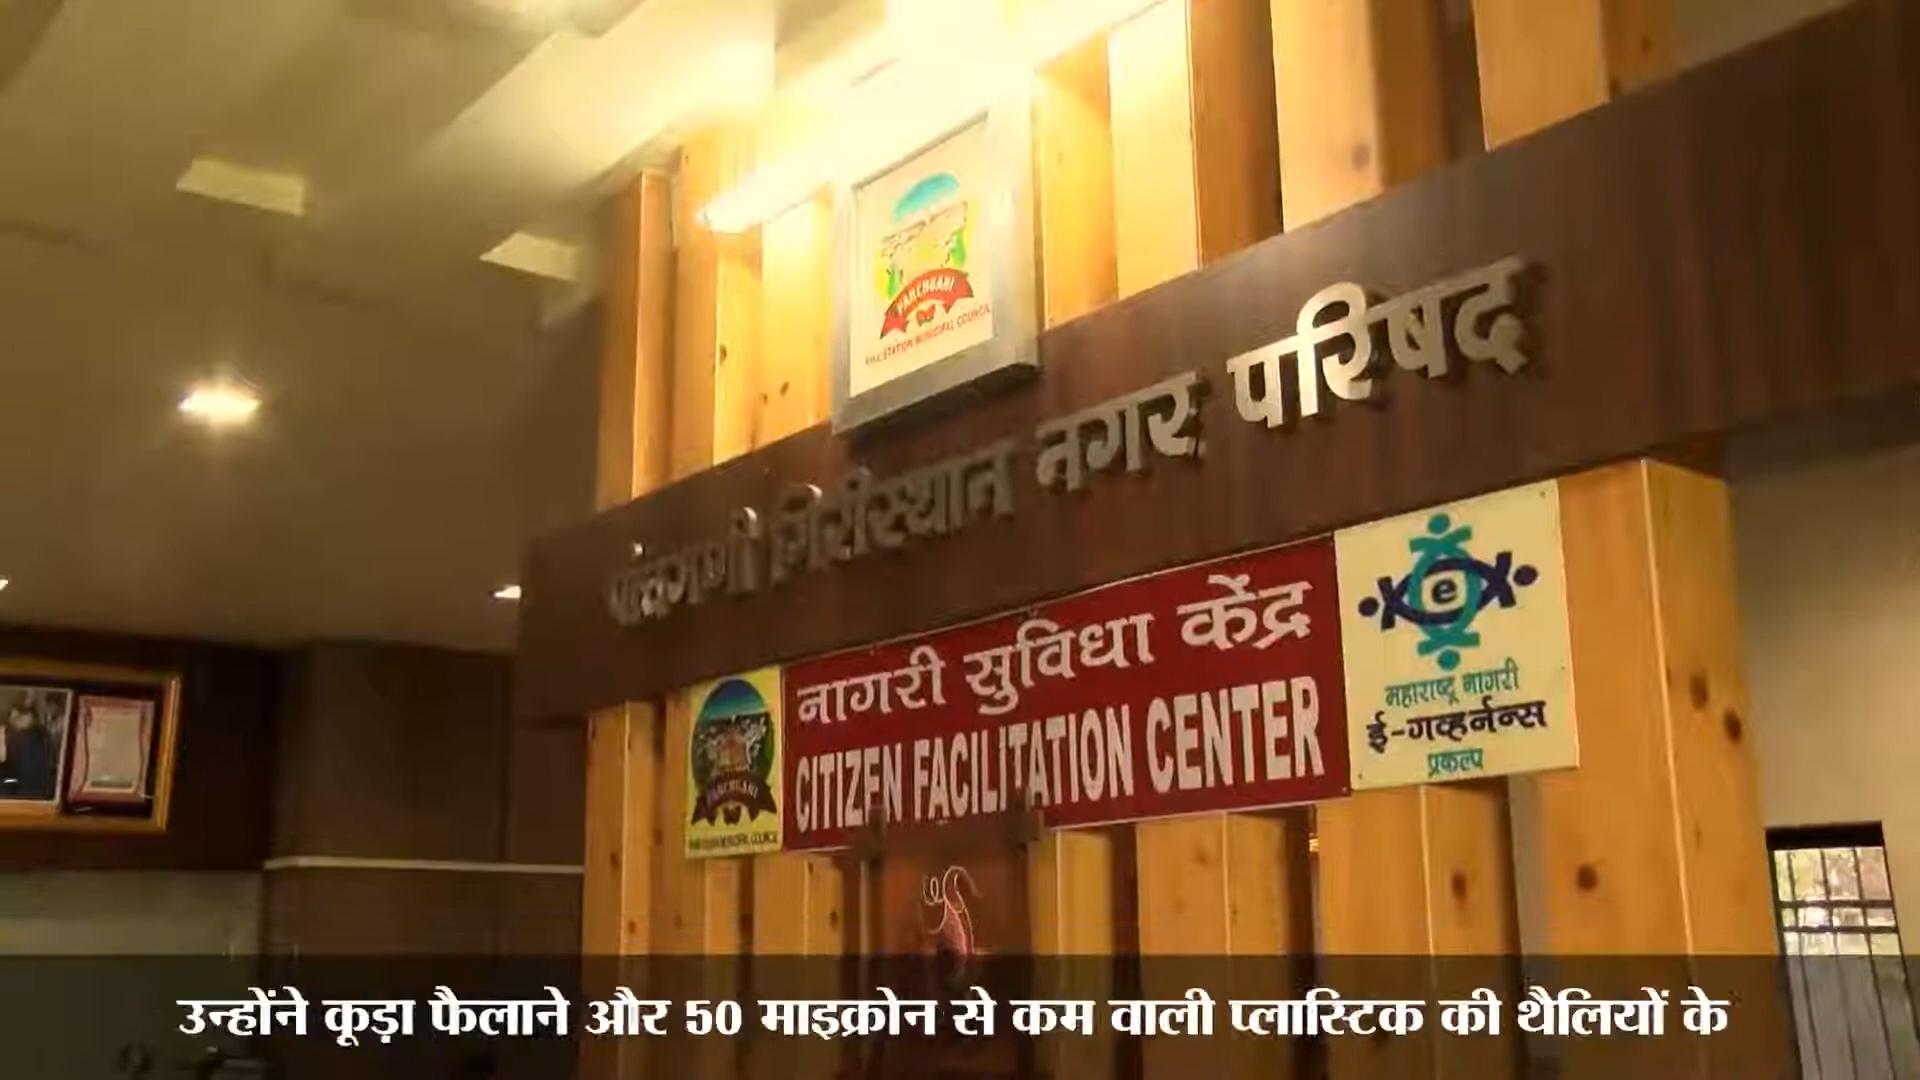 PANCHGANI
HILL STATION MUNICIPAL COUNCIL
पांचगणी गिरीस्थान नगर परिषद
नागरी सुविधा केंद्र
CITIZEN FACILITATION CENTER
PANCHGANI
e
महाराष्ट्र नागरी
ई-गव्हर्नन्स
प्रकल्प
उन्होंने कूड़ा फैलाने और 50 माइक्रोन से कम वाली प्लास्टिक की थैलियों के